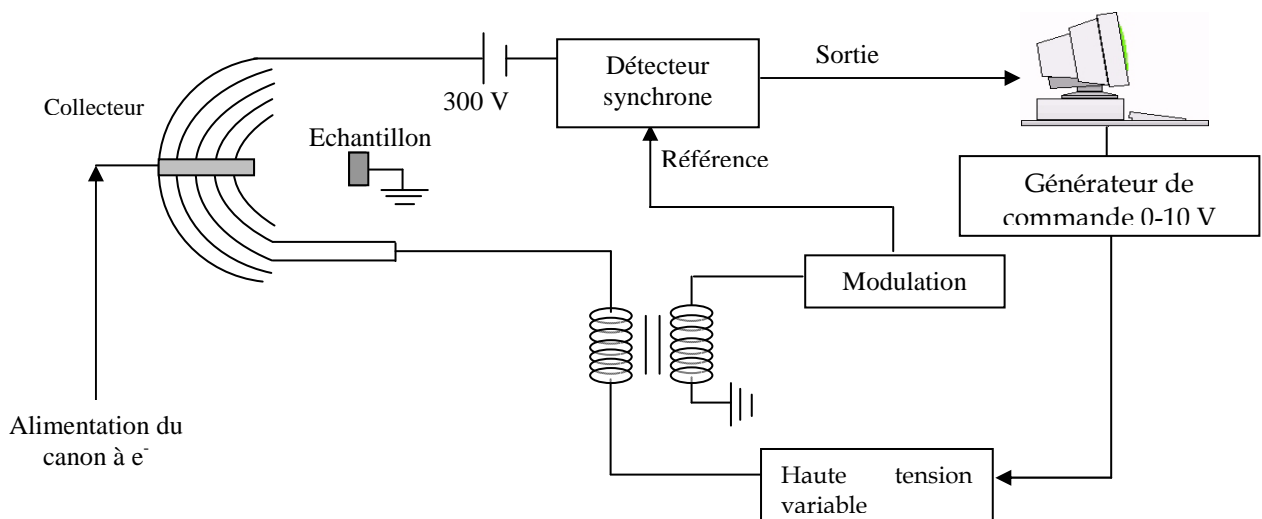 Détecteur
synchrone
Sortie
300 V
Collecteur
Echantillon
Référence
Générateur de
commande 0-10 V
Modulation
Alimentation du
canon à e-
Haute tension
variable